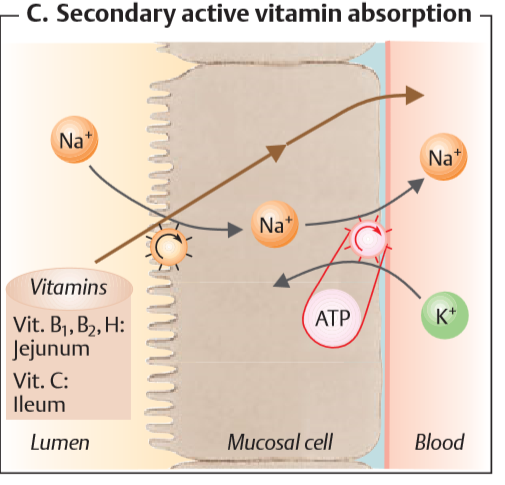 C. Secondary active vitamin absorption
Na⁺
Na⁺
Na⁺
Vitamins
Vit. B₁, B₂, H:
Jejunum
Vit. C:
Ileum
ATP
K⁺
Lumen
Mucosal cell
Blood